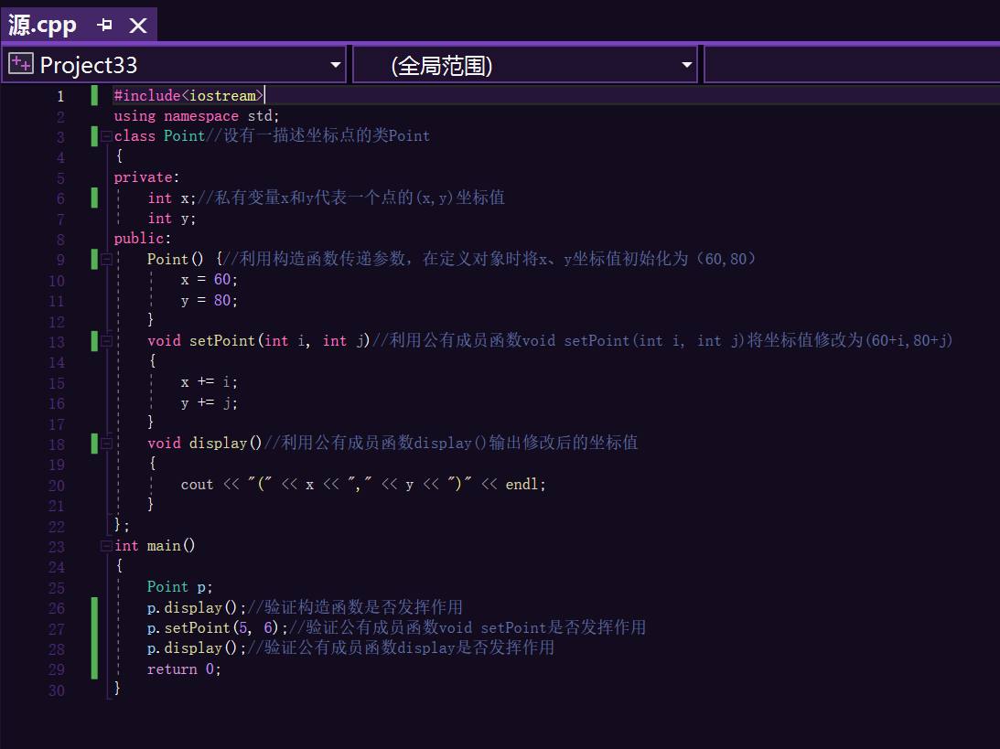 源.cpp
Project33 (全局范围)
1 #include<iostream>
2 using namespace std;
3 class Point//设有一描述坐标点的类Point
4 {
5 private:
6 int x;//私有变量x和y代表一个点的(x,y)坐标值
7 int y;
8 public:
9 Point() {//利用构造函数传递参数，在定义对象时将x、y坐标值初始化为（60,80）
10 x = 60;
11 y = 80;
12 }
13 void setPoint(int i, int j)//利用公有成员函数void setPoint(int i, int j)将坐标值修改为(60+i,80+j)
14 {
15 x += i;
16 y += j;
17 }
18 void display()//利用公有成员函数display()输出修改后的坐标值
19 {
20 cout << "(" << x << "," << y << ")" << endl;
21 }
22 };
23 int main()
24 {
25 Point p;
26 p.display();//验证构造函数是否发挥作用
27 p.setPoint(5, 6);//验证公有成员函数void setPoint是否发挥作用
28 p.display();//验证公有成员函数display是否发挥作用
29 return 0;
30 }